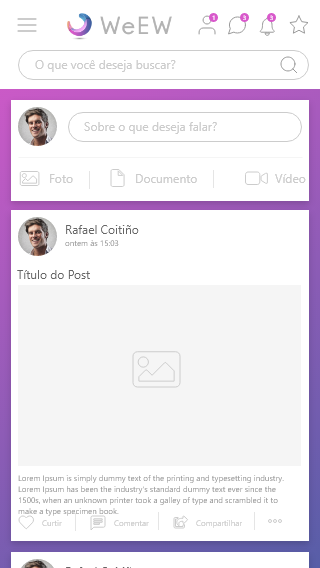 WeEW
1 3 3
O que você deseja buscar?
Sobre o que deseja falar?
Foto Documento Vídeo
Rafael Coitiño
ontem às 15:03
Título do Post
Lorem Ipsum is simply dummy text of the printing and typesetting industry.
Lorem Ipsum has been the industry's standard dummy text ever since the
1500s, when an unknown printer took a galley of type and scrambled it to
make a type specimen book.
Curtir Comentar Compartilhar